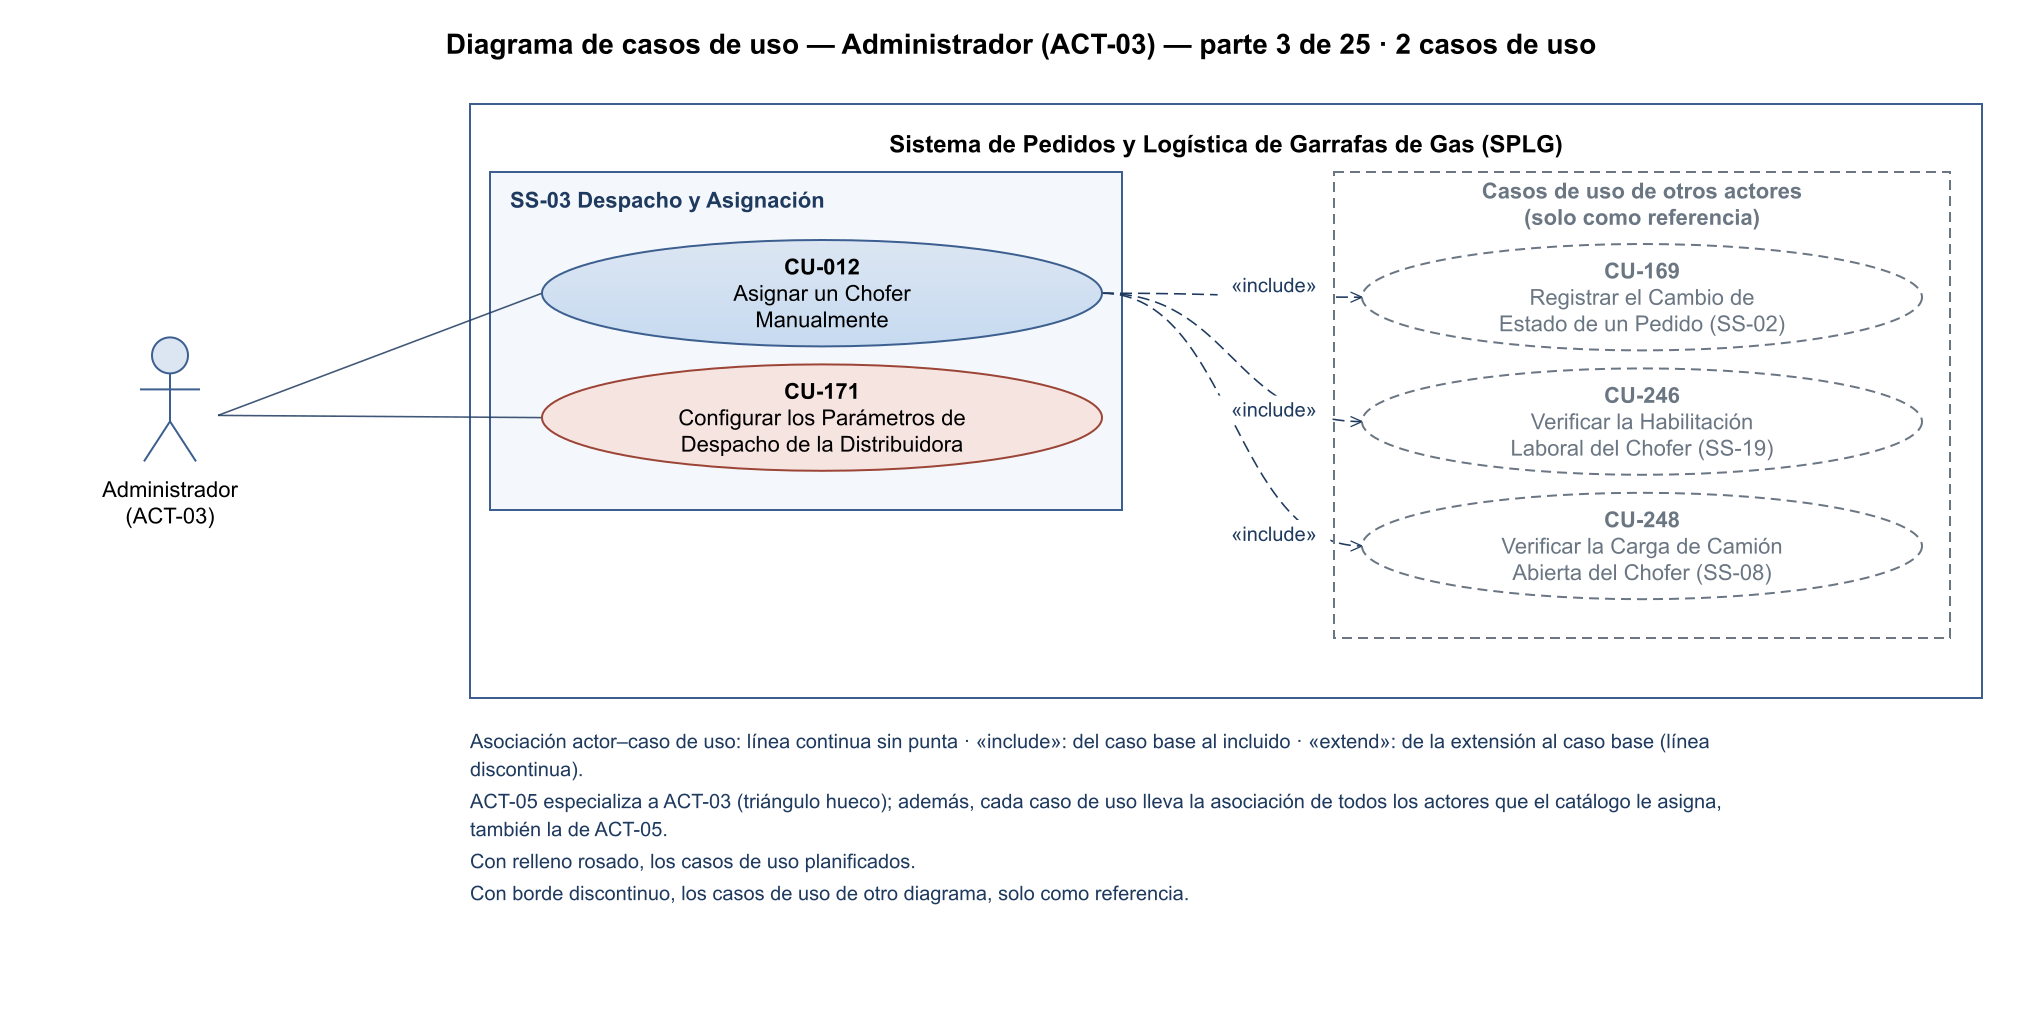 Diagrama de casos de uso — Administrador (ACT-03) — parte 3 de 25 · 2 casos de uso
Sistema de Pedidos y Logística de Garrafas de Gas (SPLG)
SS-03 Despacho y Asignación
CU-012
Asignar un Chofer
Manualmente
CU-171
Configurar los Parámetros de
Despacho de la Distribuidora
Administrador
(ACT-03)
«include»
«include»
«include»
Casos de uso de otros actores
(solo como referencia)
CU-169
Registrar el Cambio de
Estado de un Pedido (SS-02)
CU-246
Verificar la Habilitación
Laboral del Chofer (SS-19)
CU-248
Verificar la Carga de Camión
Abierta del Chofer (SS-08)
Asociación actor–caso de uso: línea continua sin punta · «include»: del caso base al incluido · «extend»: de la extensión al caso base (línea
discontinua).
ACT-05 especializa a ACT-03 (triángulo hueco); además, cada caso de uso lleva la asociación de todos los actores que el catálogo le asigna,
también la de ACT-05.
Con relleno rosado, los casos de uso planificados.
Con borde discontinuo, los casos de uso de otro diagrama, solo como referencia.